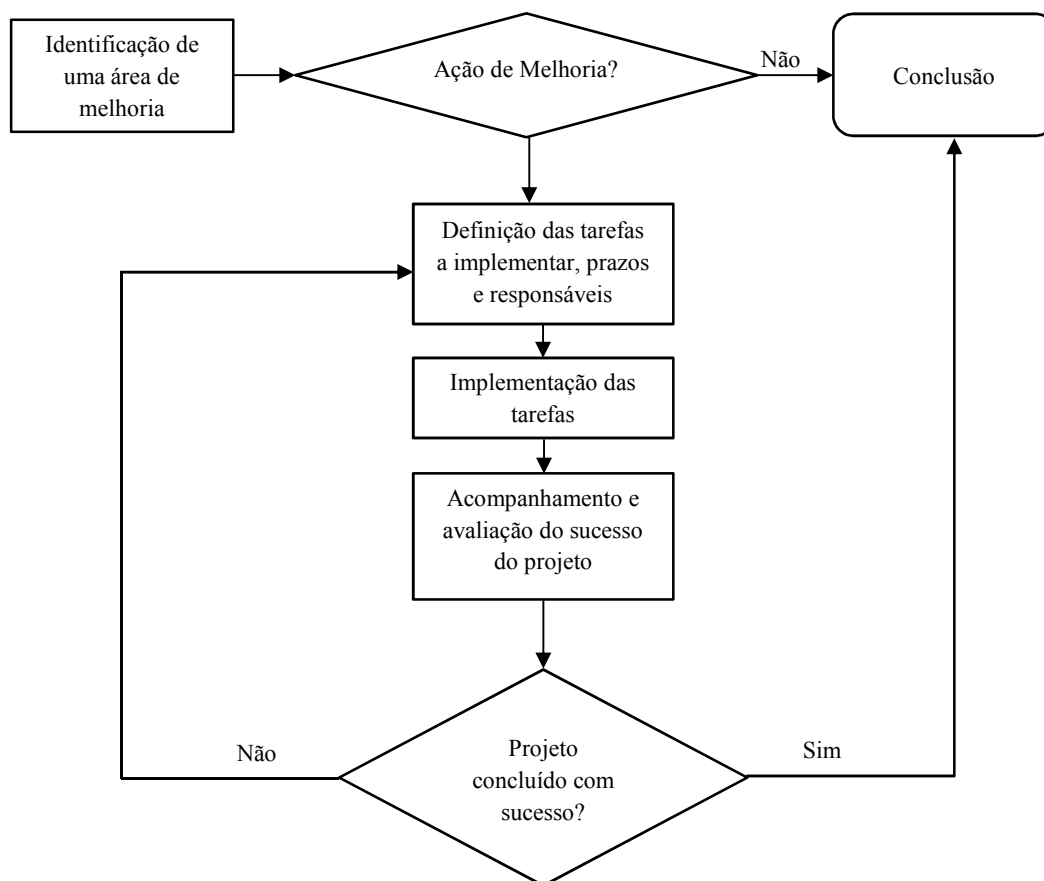 Identificação de
uma área de
melhoria
Ação de Melhoria?
Não
Conclusão
Definição das tarefas
a implementar, prazos
e responsáveis
Implementação das
tarefas
Acompanhamento e
avaliação do sucesso
do projeto
Não
Projeto
concluído com
sucesso?
Sim